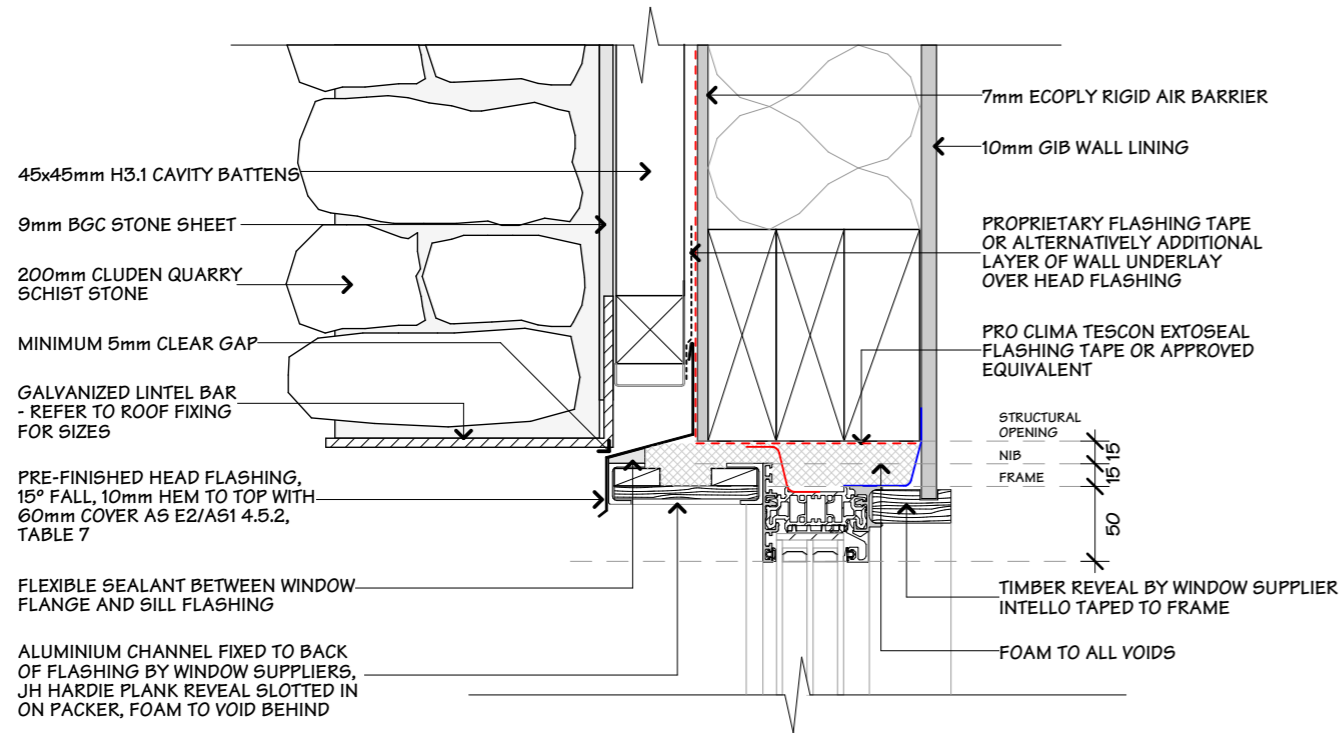 45x45mm H3.1 CAVITY BATTENS
9mm BGC STONE SHEET
200mm CLUDEN QUARRY
SCHIST STONE
MINIMUM 5mm CLEAR GAP
GALVANIZED LINTEL BAR
- REFER TO ROOF FIXING
FOR SIZES
PRE-FINISHED HEAD FLASHING,
15° FALL, 10mm HEM TO TOP WITH
60mm COVER AS E2/AS1 4.5.2,
TABLE 7
FLEXIBLE SEALANT BETWEEN WINDOW
FLANGE AND SILL FLASHING
ALUMINIUM CHANNEL FIXED TO BACK
OF FLASHING BY WINDOW SUPPLIERS,
JH HARDIE PLANK REVEAL SLOTTED IN
ON PACKER, FOAM TO VOID BEHIND
7mm ECOPLY RIGID AIR BARRIER
10mm GIB WALL LINING
PROPRIETARY FLASHING TAPE
OR ALTERNATIVELY ADDITIONAL
LAYER OF WALL UNDERLAY
OVER HEAD FLASHING
PRO CLIMA TESCON EXTOSEAL
FLASHING TAPE OR APPROVED
EQUIVALENT
STRUCTURAL
OPENING
NIB
FRAME
15
15
50
TIMBER REVEAL BY WINDOW SUPPLIER
INTELLO TAPED TO FRAME
FOAM TO ALL VOIDS